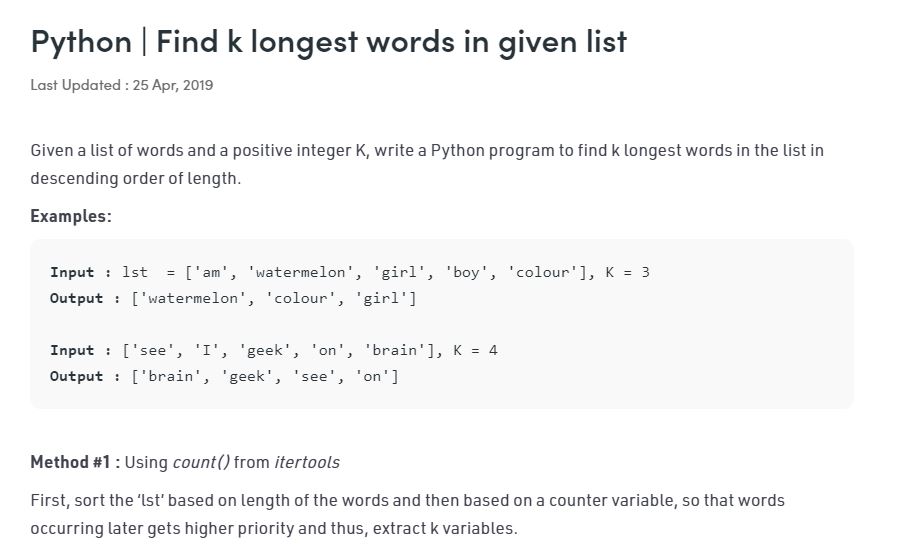 Python | Find k longest words in given list
Last Updated : 25 Apr, 2019
Given a list of words and a positive integer K, write a Python program to find k longest words in the list in
descending order of length.
Examples:
Input : lst  = ['am', 'watermelon', 'girl', 'boy', 'colour'], K = 3
Output : ['watermelon', 'colour', 'girl']
Input : ['see', 'I', 'geek', 'on', 'brain'], K = 4
Output : ['brain', 'geek', 'see', 'on']
Method #1 : Using count() from itertools
First, sort the 'lst' based on length of the words and then based on a counter variable, so that words
occurring later gets higher priority and thus, extract k variables.